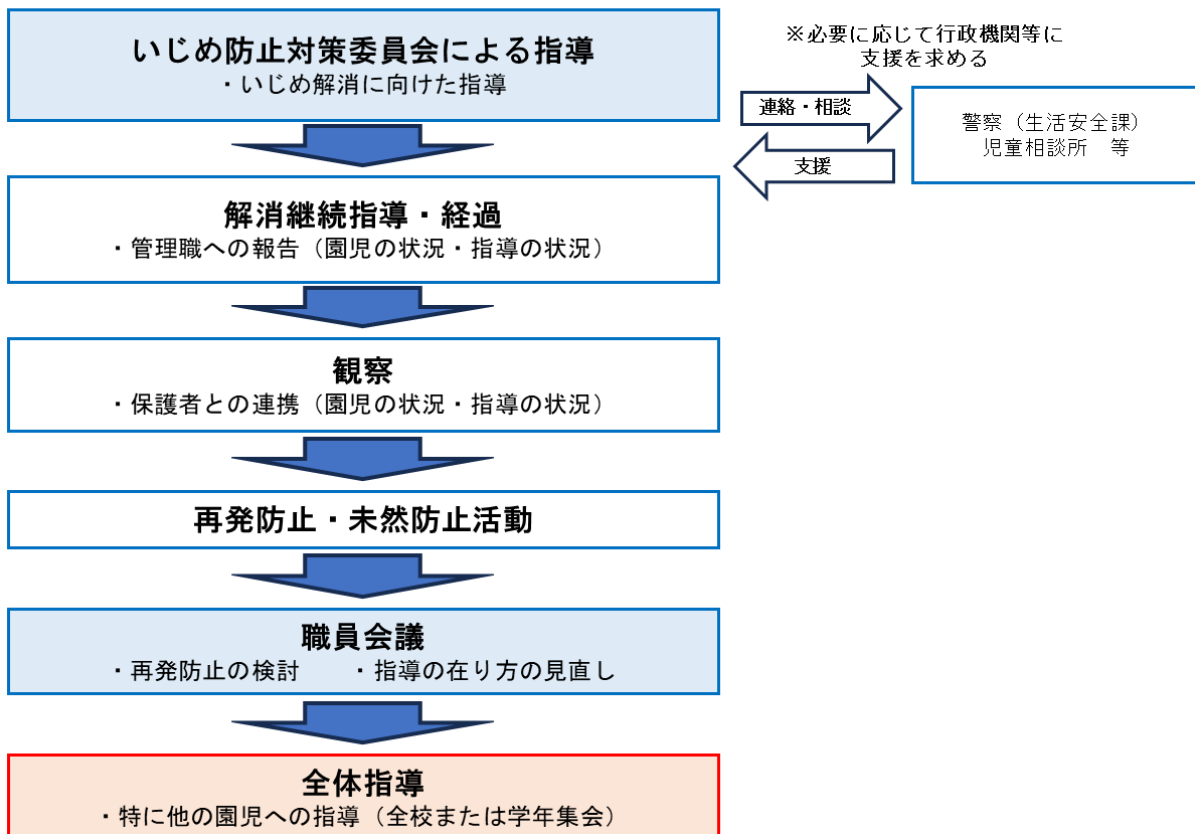 いじめ防止対策委員会による指導
・いじめ解消に向けた指導
※必要に応じて行政機関等に
支援を求める
連絡・相談
支援
警察（生活安全課）
児童相談所　等
解消継続指導・経過
・管理職への報告（園児の状況・指導の状況）
観察
・保護者との連携（園児の状況・指導の状況）
再発防止・未然防止活動
職員会議
・再発防止の検討　　・指導の在り方の見直し
全体指導
・特に他の園児への指導（全校または学年集会）